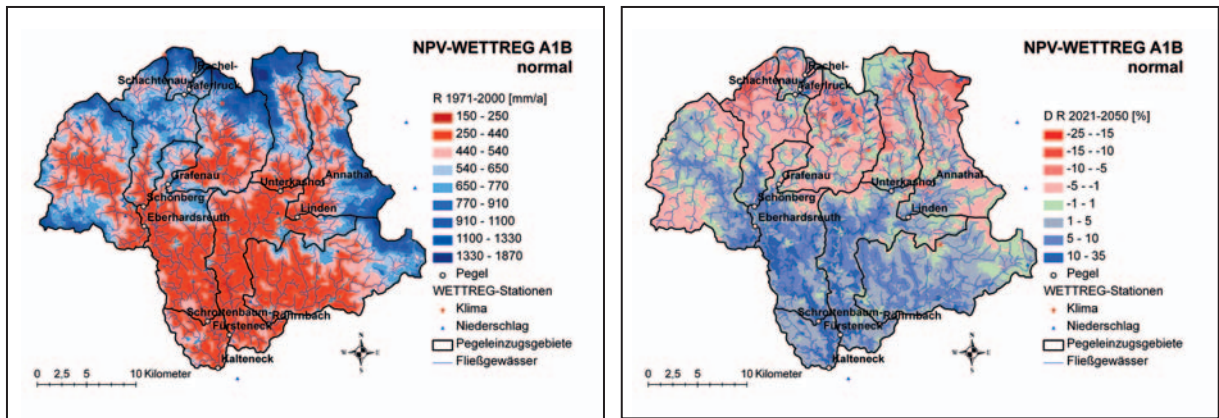 NPV-WETTREG A1B
normal
Rachel-
Schachtenau
Taferlruck
R 1971-2000 [mm/a]
150 - 250
250 - 440
440 - 540
540 - 650
650 - 770
770 - 910
910 - 1100
1100 - 1330
1330 - 1870
Pegel
WETTREG-Stationen
Klima
Niederschlag
Pegeleinzugsgebiete
Fließgewässer
Grafenau
Unterkashof
Annathal
Schönberg
Linden
Eberhardsreuth
Schrottenbaum-
Fürsteneck
Röhrnbach
Kalteneck
0 2,5 5 10 Kilometer
N
W
E
S
NPV-WETTREG A1B
normal
Rachel-
Schachtenau
Taferlruck
D R 2021-2050 [%]
-25 - -15
-15 - -10
-10 - -5
-5 - -1
-1 - 1
1 - 5
5 - 10
10 - 35
Pegel
WETTREG-Stationen
Klima
Niederschlag
Pegeleinzugsgebiete
Fließgewässer
Grafenau
Unterkashof
Annathal
Schönberg
Linden
Eberhardsreuth
Schrottenbaum-
Fürsteneck
Röhrnbach
Kalteneck
0 2,5 5 10 Kilometer
N
W
E
S